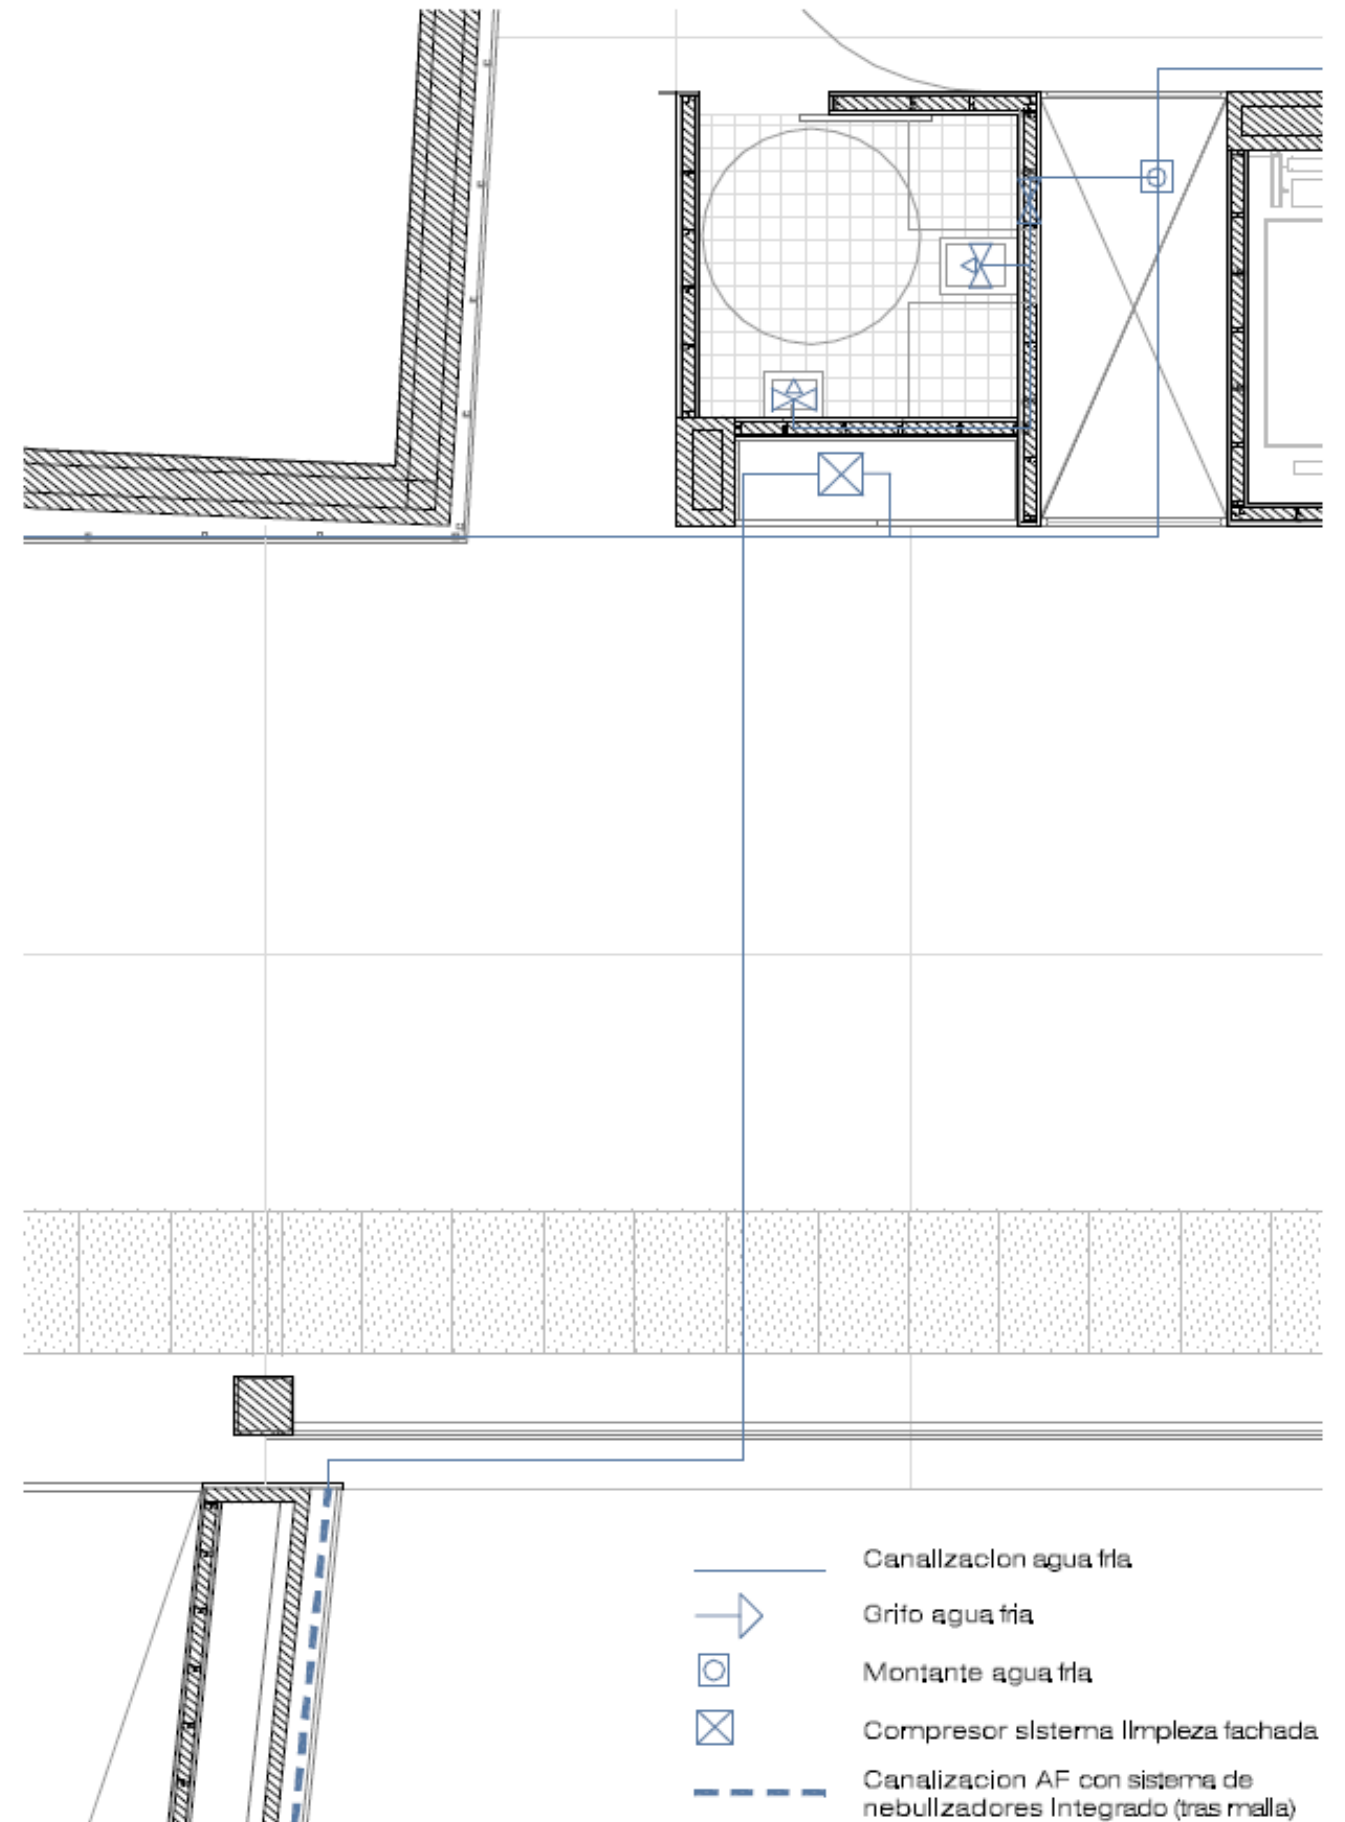 Canalizacion agua fria
Grifo agua fria
Montante agua fria
Compresor sistema limpieza fachada
Canalizacion AF con sistema de
nebulizadores integrado (tras malla)